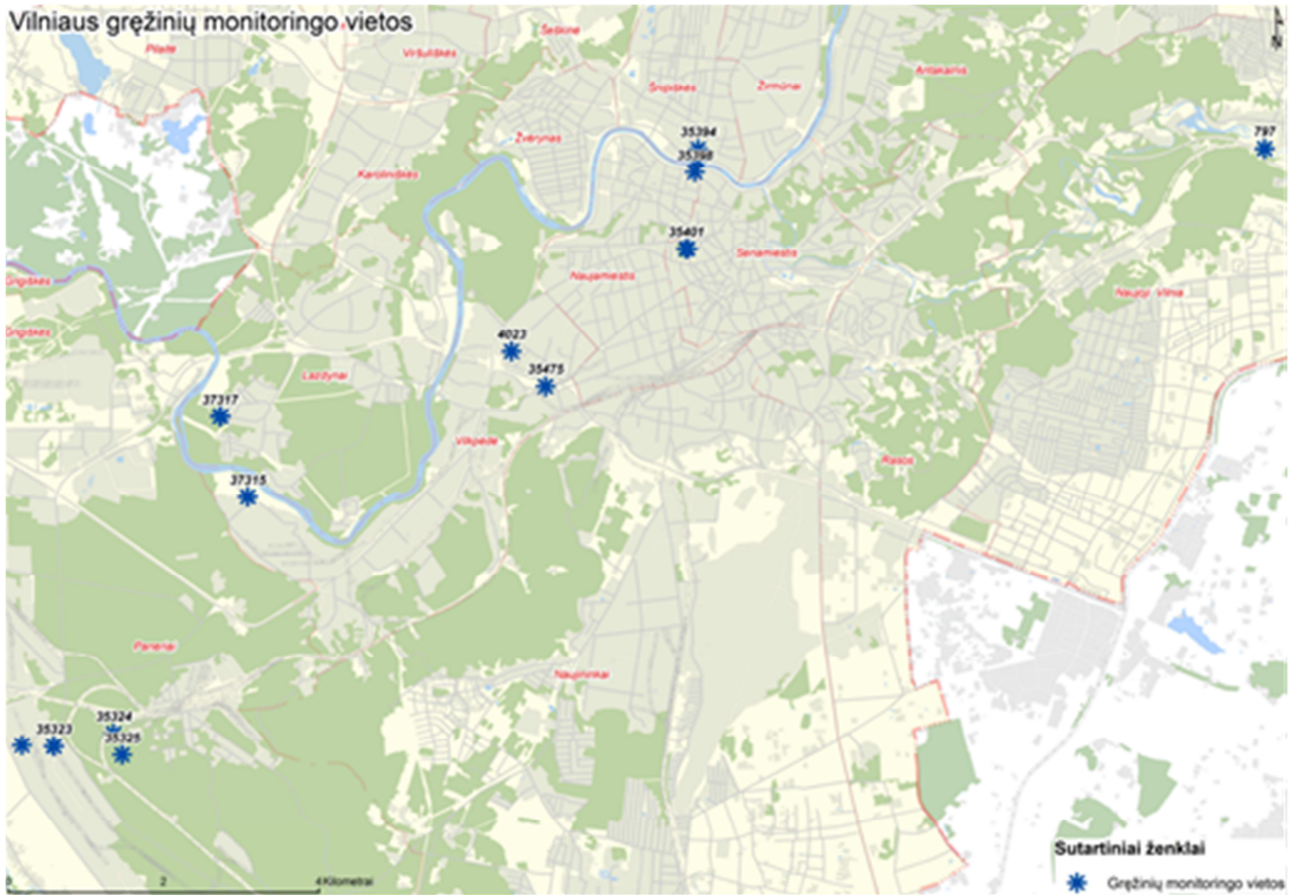 Vilniaus gręžinių monitoringo vietos
Pilaitė
Viršuliškės
Šeškinė
Šnipiškės
Žirmūnai
Antakalnis
N
797
35394
Žvėrynas
35398
Karoliniškės
35401
Senamiestis
Naujamiestis
Grigiškės
Grigiškės
4023
35475
Lazdynai
37317
Vilkpėdė
Rasos
37315
Paneriai
Naujininkai
35324
35323
35325
Sutartiniai ženklai
2
4 Kilometrai
Gręžinių monitoringo vietos